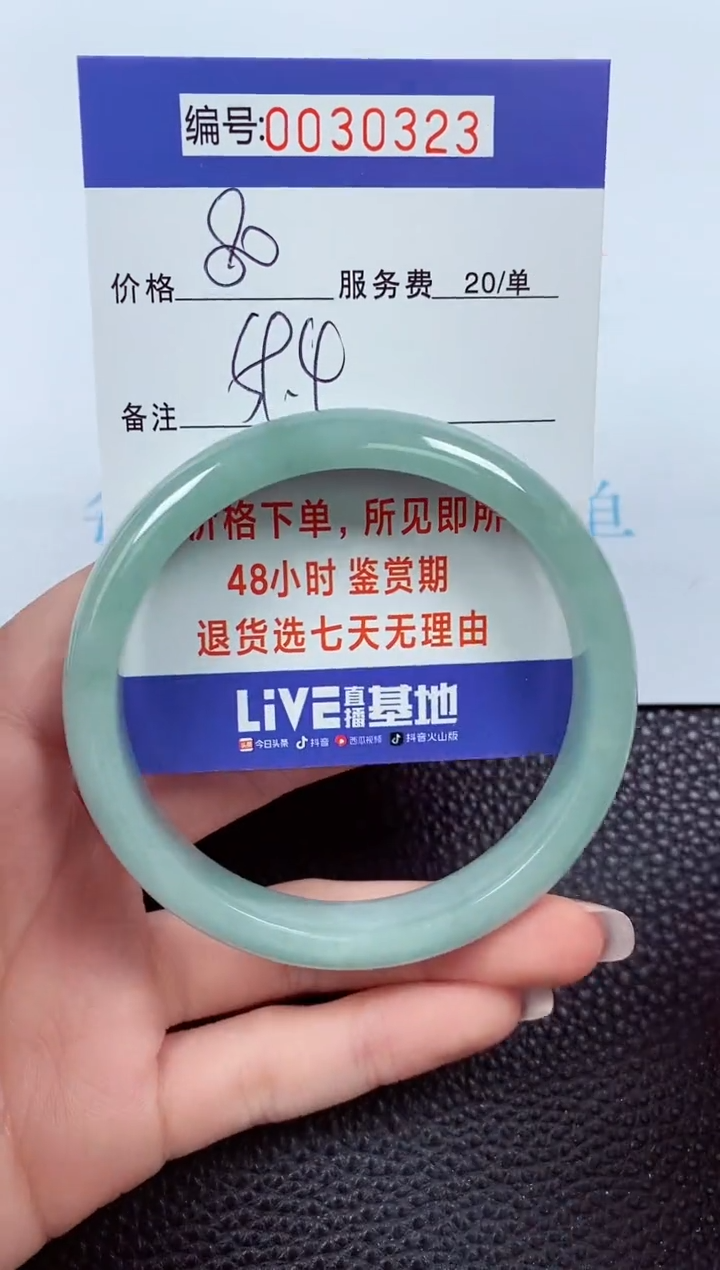 编号:0030323
价格 80 服务费 20/单
备注
价格下单，所见即所
48小时 鉴赏期
退货选七天无理由
LiVE直播基地
头条 今日头条 抖音 西瓜视频 抖音火山版